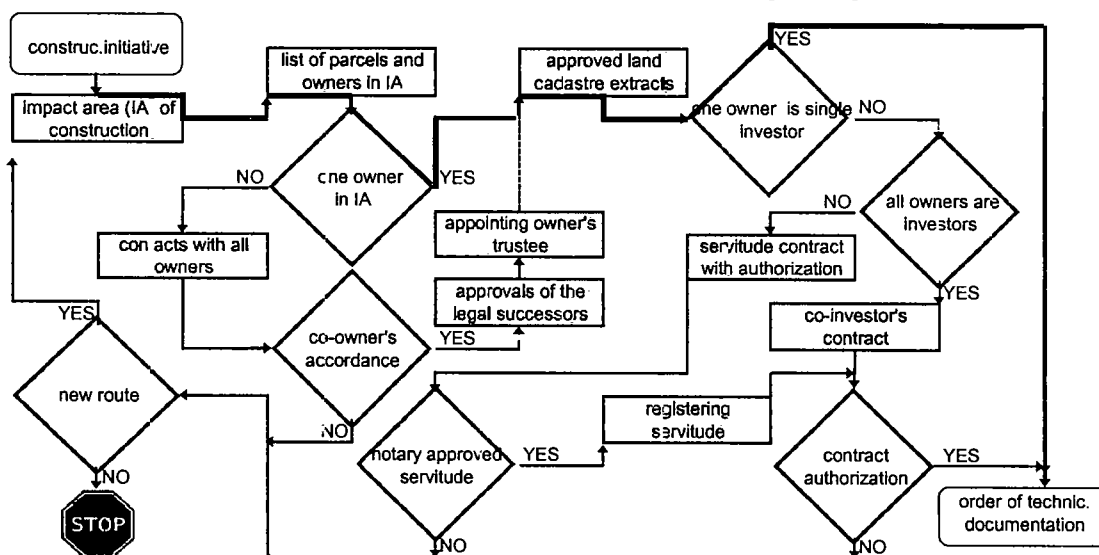 construc.initiative
impact area (IA of
construction
list of parcels and
owners in IA
approved land
cadastre extracts
YES
one owner is single
investor
NO
NO
one owner
in IA
YES
all owners are
investors
NO
YES
con acts with all
owners
appointing owner's
trustee
approvals of the
legal successors
servitude contract
with authorization
co-investor's
contract
YES
new route
NO
STOP
co-owner's
accordance
YES
NO
notary approved
servitude
YES
NO
registering
servitude
contract
authorization
YES
NO
order of technic.
documentation